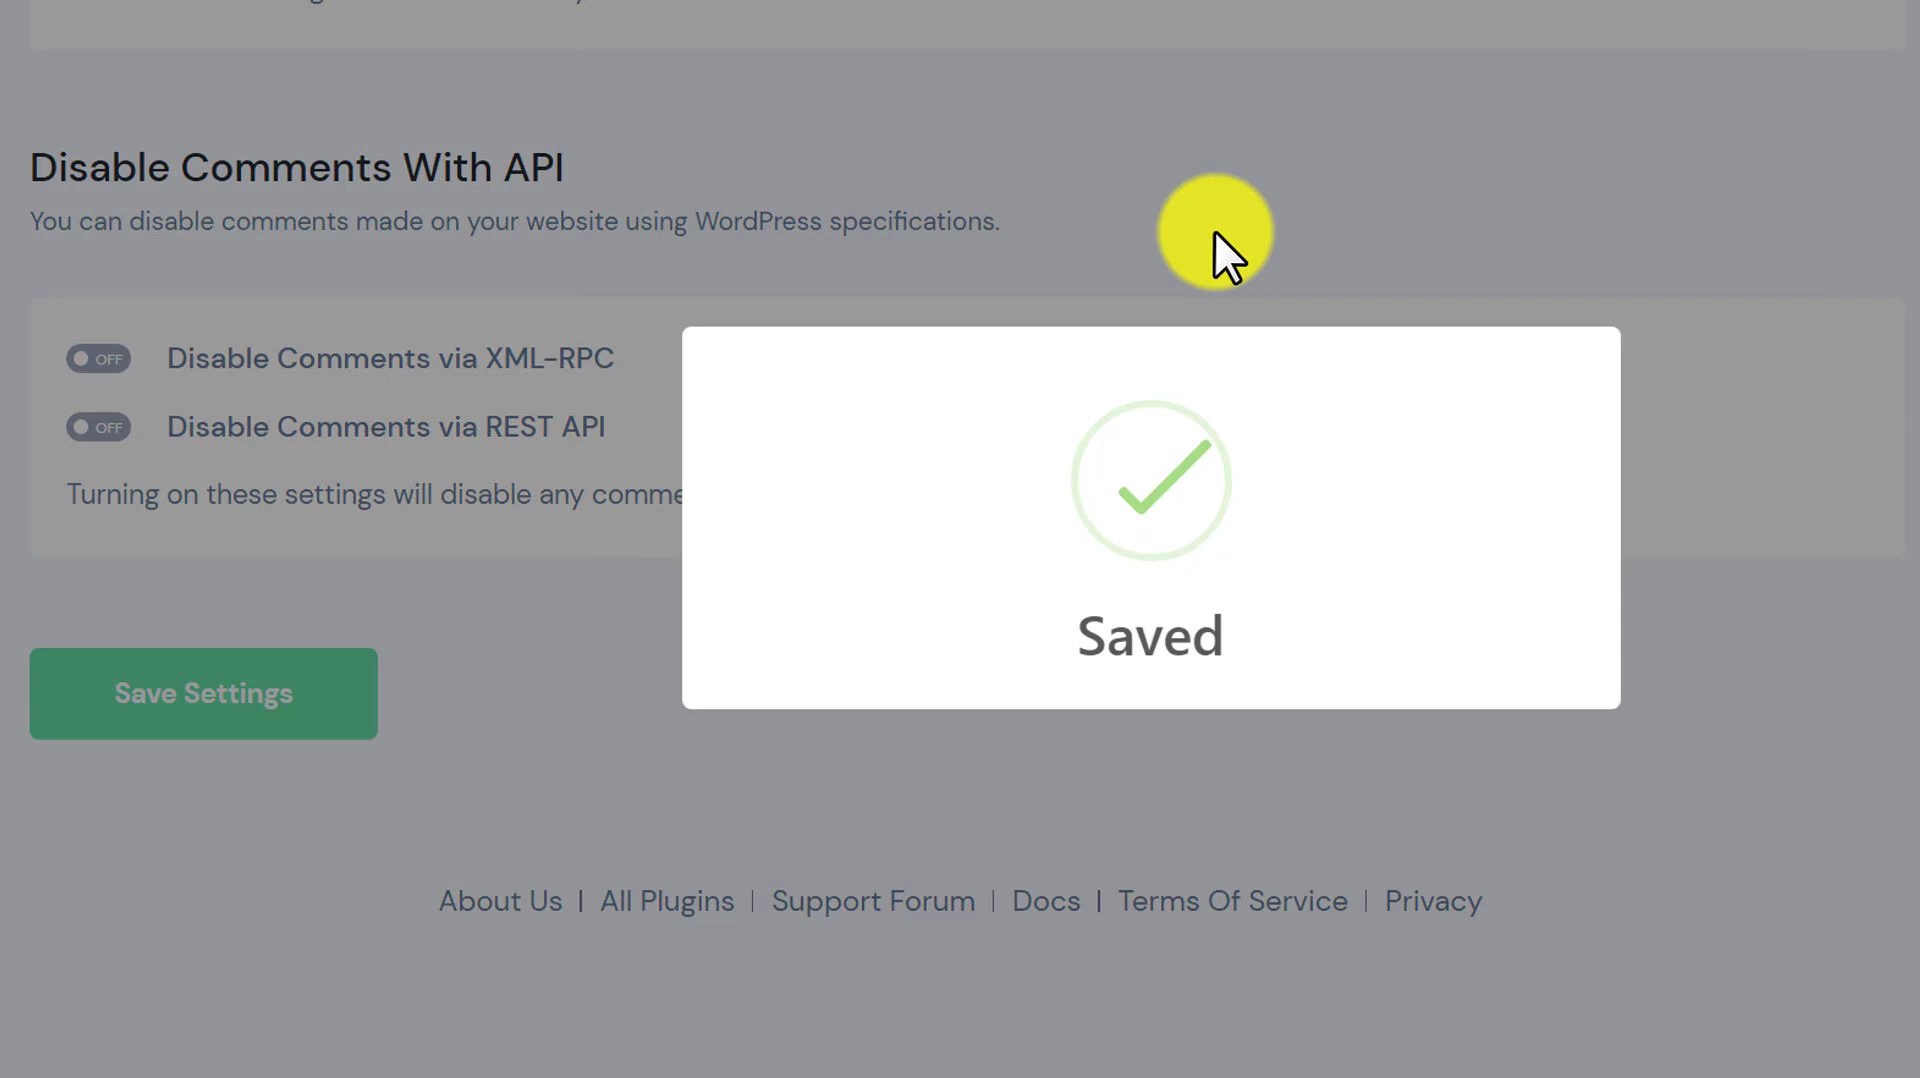 Disable Comments With API
You can disable comments made on your website using WordPress specifications.
OFF Disable Comments via XML-RPC
OFF Disable Comments via REST API
Turning on these settings will disable any
Saved
Save Settings
About Us | All Plugins | Support Forum | Docs | Terms Of Service | Privacy